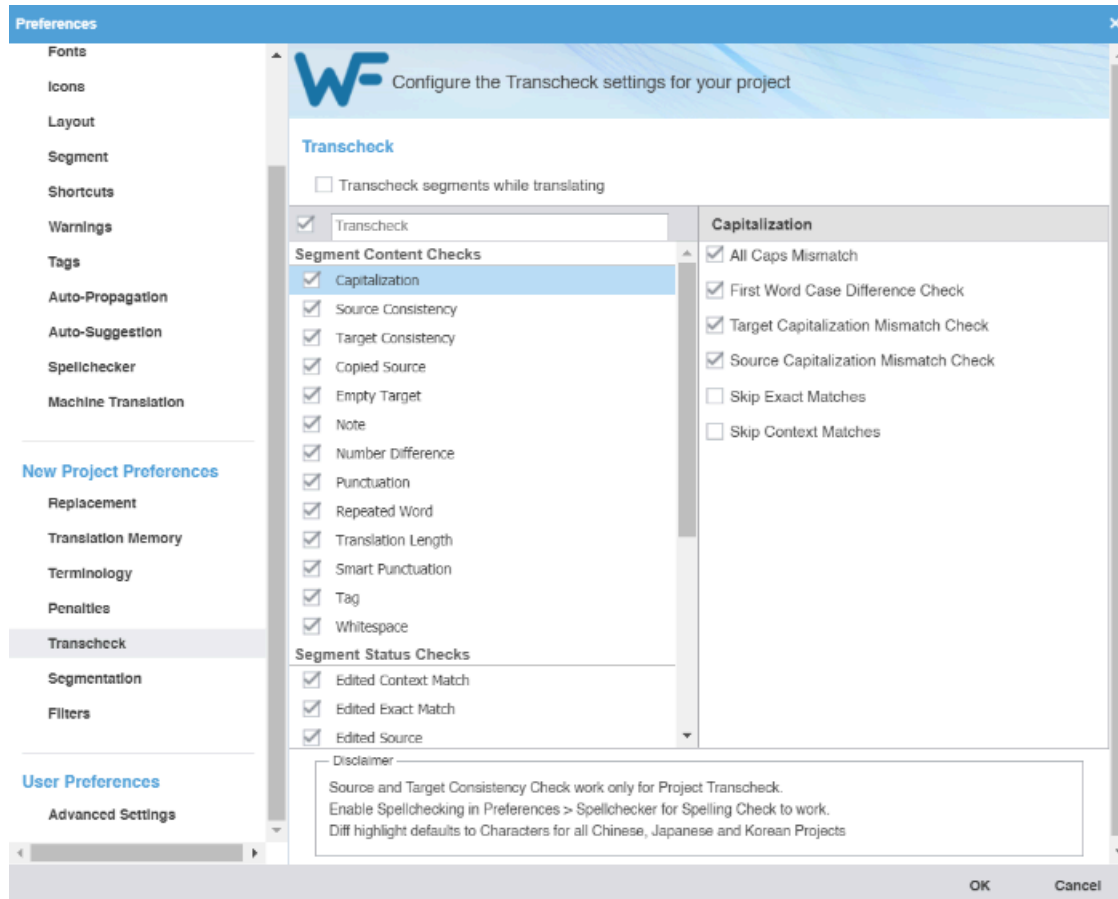 Preferences
Fonts
Icons
Layout
Segment
Shortcuts
Warnings
Tags
Auto-Propagation
Auto-Suggestion
Spellchecker
Machine Translation
New Project Preferences
Replacement
Translation Memory
Terminology
Penalties
Transcheck
Segmentation
Filters
User Preferences
Advanced Settings
WF
Configure the Transcheck settings for your project
Transcheck
Transcheck segments while translating
Transcheck
Segment Content Checks
Capitalization
Source Consistency
Target Consistency
Copied Source
Empty Target
Note
Number Difference
Punctuation
Repeated Word
Translation Length
Smart Punctuation
Tag
Whitespace
Segment Status Checks
Edited Context Match
Edited Exact Match
Edited Source
Capitalization
All Caps Mismatch
First Word Case Difference Check
Target Capitalization Mismatch Check
Source Capitalization Mismatch Check
Skip Exact Matches
Skip Context Matches
Disclaimer
Source and Target Consistency Check work only for Project Transcheck.
Enable Spellchecking in Preferences > Spellchecker for Spelling Check to work.
Diff highlight defaults to Characters for all Chinese, Japanese and Korean Projects
OK
Cancel